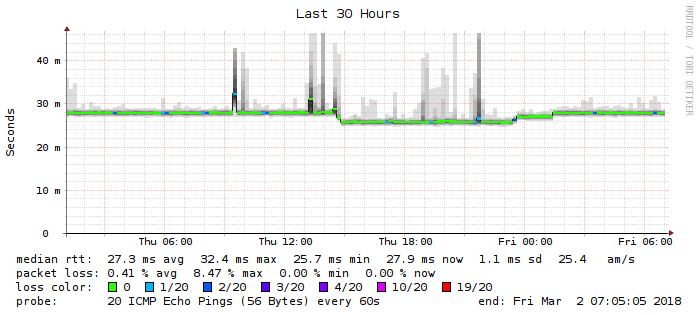 Last 30 Hours
RRDTOOL / TOBI OETIKER
Seconds
40 m
30 m
20 m
10 m
0
Thu 06:00 Thu 12:00 Thu 18:00 Fri 00:00 Fri 06:00
median rtt: 27.3 ms avg 32.4 ms max 25.7 ms min 27.9 ms now 1.1 ms sd 25.4 am/s
packet loss: 0.41 % avg 8.47 % max 0.00 % min 0.00 % now
loss color: 0 1/20 2/20 3/20 4/20 10/20 19/20
probe: 20 ICMP Echo Pings (56 Bytes) every 60s end: Fri Mar 2 07:05:05 2018